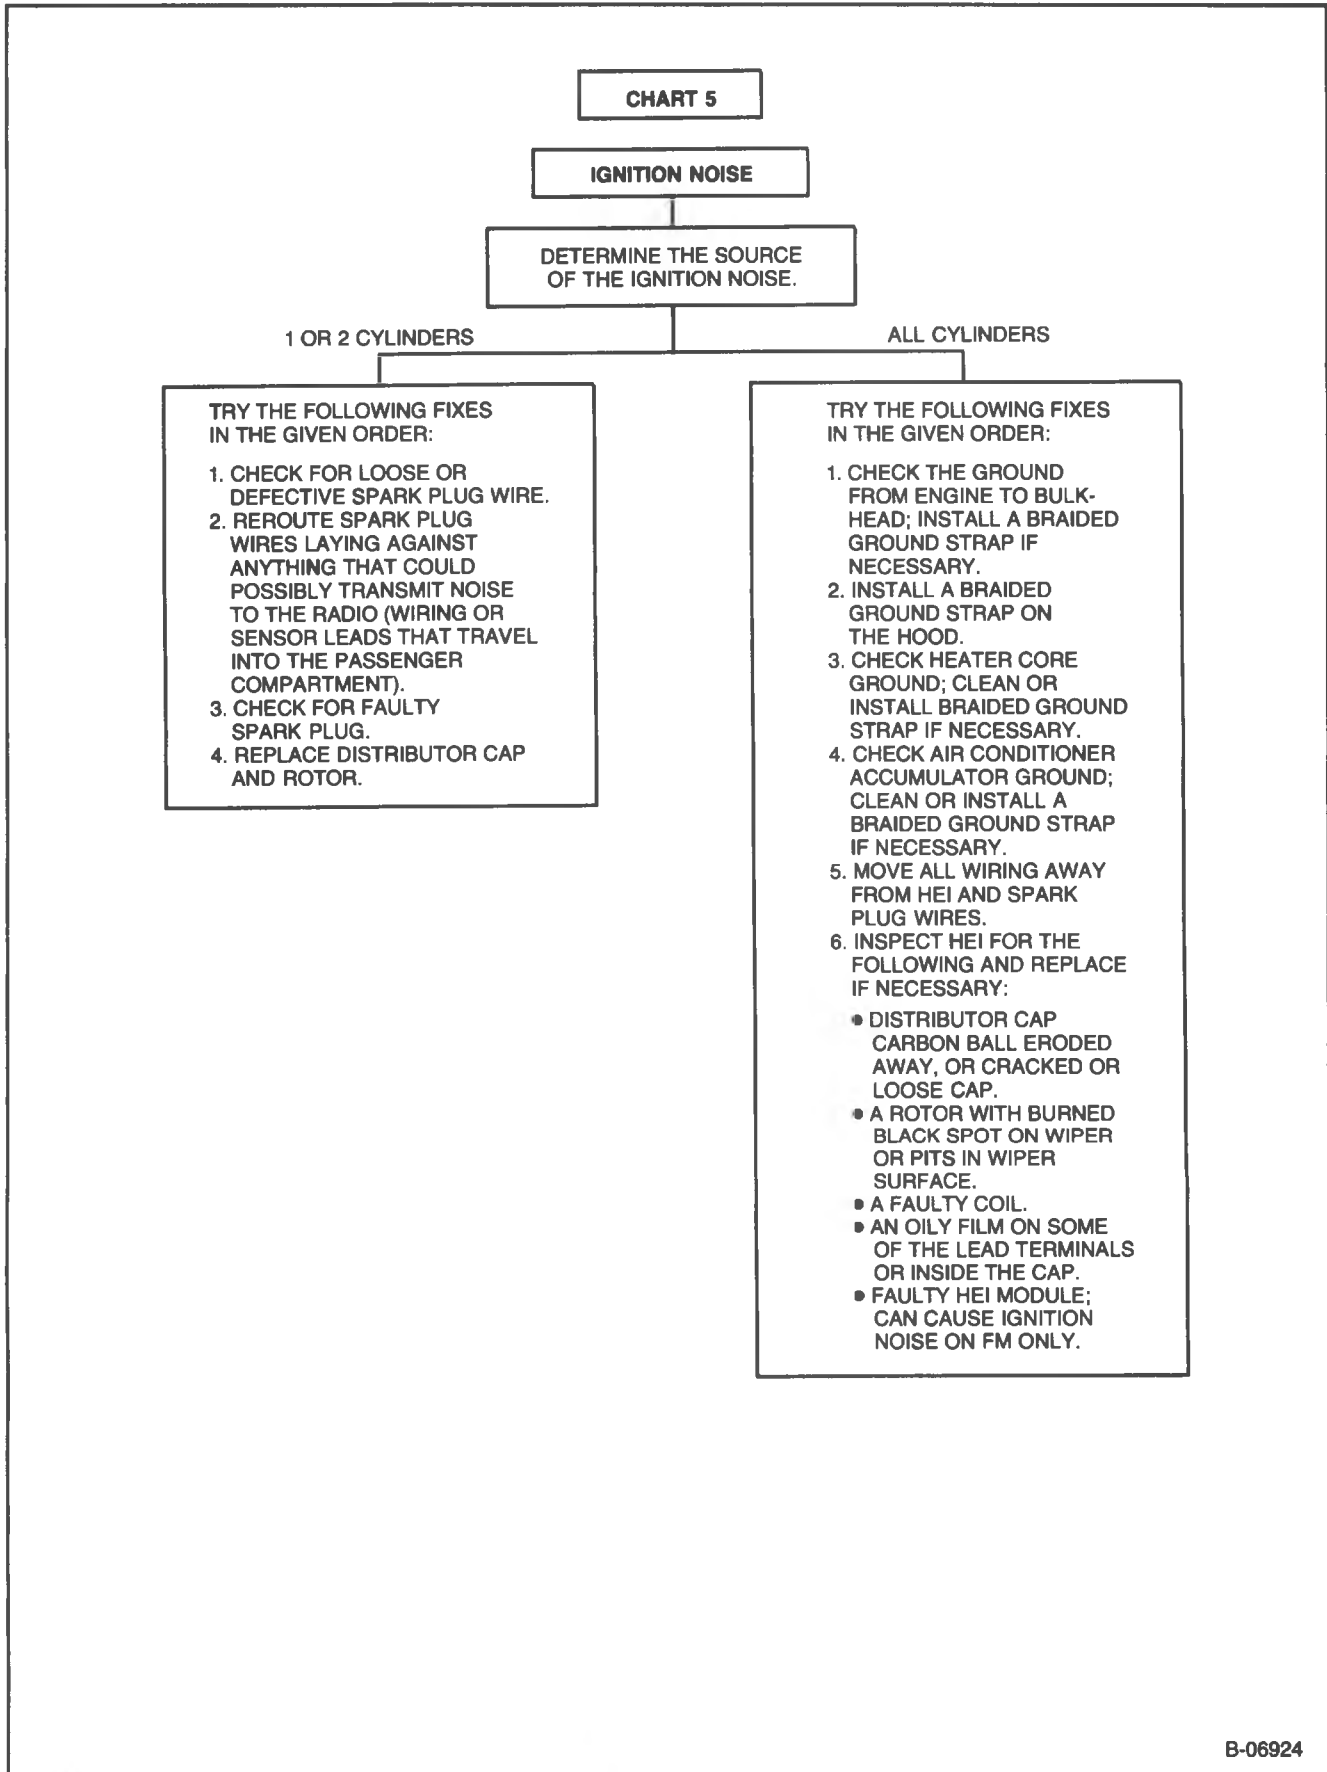 CHART 5
IGNITION NOISE
DETERMINE THE SOURCE
OF THE IGNITION NOISE.
1 OR 2 CYLINDERS
TRY THE FOLLOWING FIXES
IN THE GIVEN ORDER:
1. CHECK FOR LOOSE OR
DEFECTIVE SPARK PLUG WIRE.
2. REROUTE SPARK PLUG
WIRES LAYING AGAINST
ANYTHING THAT COULD
POSSIBLY TRANSMIT NOISE
TO THE RADIO (WIRING OR
SENSOR LEADS THAT TRAVEL
INTO THE PASSENGER
COMPARTMENT).
3. CHECK FOR FAULTY
SPARK PLUG.
4. REPLACE DISTRIBUTOR CAP
AND ROTOR.
ALL CYLINDERS
TRY THE FOLLOWING FIXES
IN THE GIVEN ORDER:
1. CHECK THE GROUND
FROM ENGINE TO BULK-
HEAD; INSTALL A BRAIDED
GROUND STRAP IF
NECESSARY.
2. INSTALL A BRAIDED
GROUND STRAP ON
THE HOOD.
3. CHECK HEATER CORE
GROUND; CLEAN OR
INSTALL BRAIDED GROUND
STRAP IF NECESSARY.
4. CHECK AIR CONDITIONER
ACCUMULATOR GROUND;
CLEAN OR INSTALL A
BRAIDED GROUND STRAP
IF NECESSARY.
5. MOVE ALL WIRING AWAY
FROM HEI AND SPARK
PLUG WIRES.
6. INSPECT HEI FOR THE
FOLLOWING AND REPLACE
IF NECESSARY:
• DISTRIBUTOR CAP
CARBON BALL ERODED
AWAY, OR CRACKED OR
LOOSE CAP.
• A ROTOR WITH BURNED
BLACK SPOT ON WIPER
OR PITS IN WIPER
SURFACE.
• A FAULTY COIL.
• AN OILY FILM ON SOME
OF THE LEAD TERMINALS
OR INSIDE THE CAP.
• FAULTY HEI MODULE;
CAN CAUSE IGNITION
NOISE ON FM ONLY.
B-06924